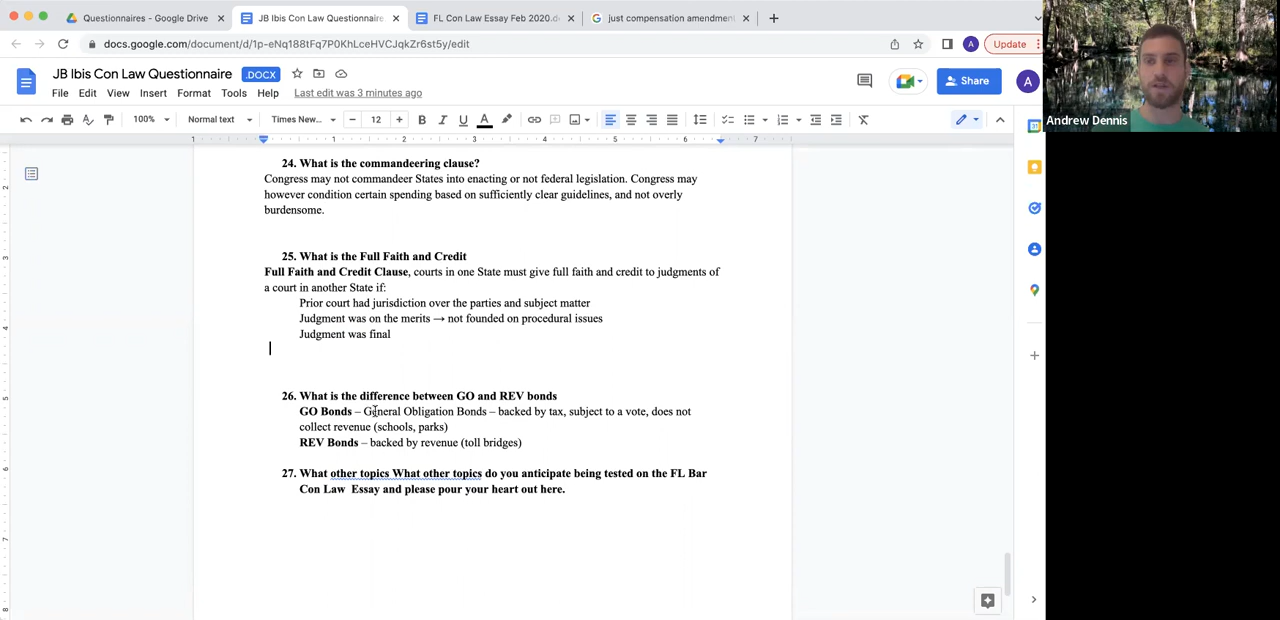 Questionnaires - Google Drive
JB Ibis Con Law Questionnaire.
FL Con Law Essay Feb 2020.d
just compensation amendment
docs.google.com/document/d/1p-eNq188tFq7P0KhLceHVCJqkZr6st5y/edit
A
Update
JB Ibis Con Law Questionnaire .DOCX
File Edit View Insert Format Tools Help Last edit was 3 minutes ago
Share
A
100% Normal text Times New... 12 B I U A
1 1 2 3 4 5 6 7
24. What is the commandeering clause?
Congress may not commandeer States into enacting or not federal legislation. Congress may
however condition certain spending based on sufficiently clear guidelines, and not overly
burdensome.
25. What is the Full Faith and Credit
Full Faith and Credit Clause, courts in one State must give full faith and credit to judgments of
a court in another State if:
Prior court had jurisdiction over the parties and subject matter
Judgment was on the merits → not founded on procedural issues
Judgment was final
26. What is the difference between GO and REV bonds
GO Bonds – General Obligation Bonds – backed by tax, subject to a vote, does not
collect revenue (schools, parks)
REV Bonds – backed by revenue (toll bridges)
27. What other topics What other topics do you anticipate being tested on the FL Bar
Con Law Essay and please pour your heart out here.
Andrew Dennis